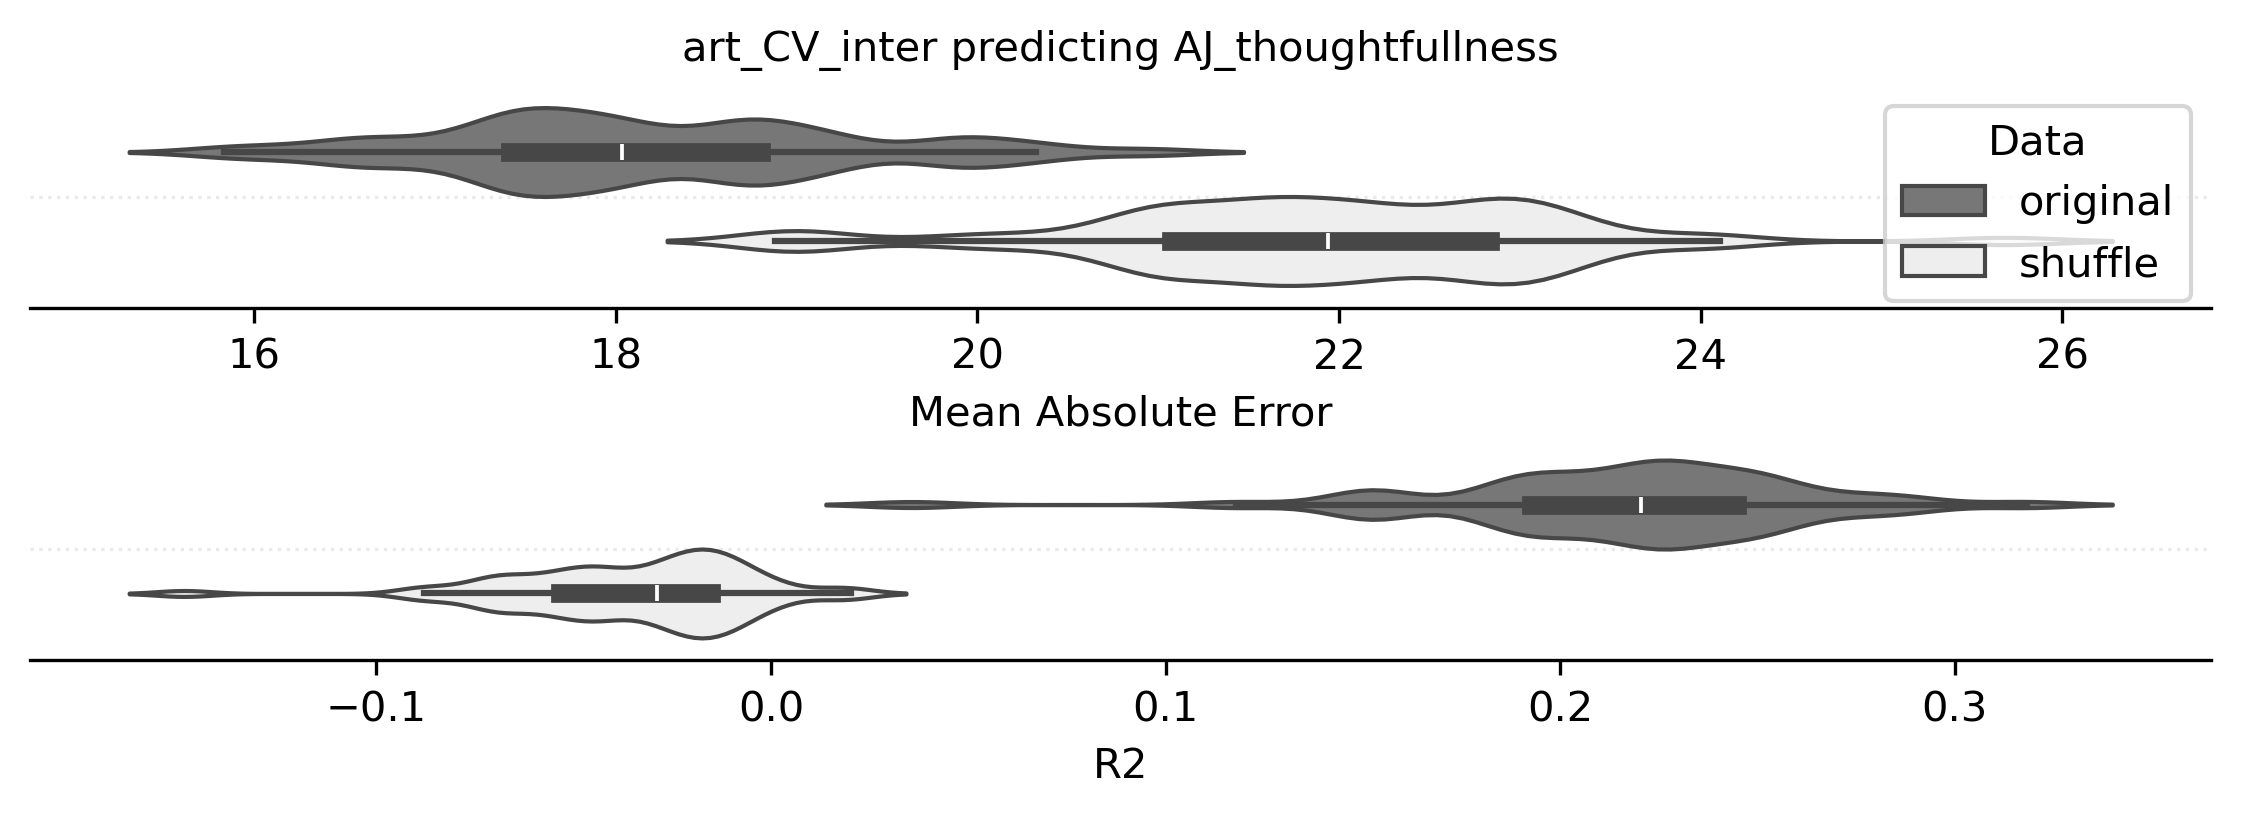 art_CV_inter predicting AJ_thoughtfullness
Data
original
shuffle
16 18 20 22 24 26
Mean Absolute Error
−0.1 0.0 0.1 0.2 0.3
R2